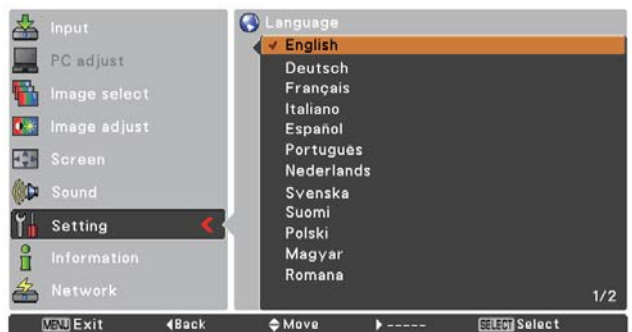 Input
PC adjust
Image select
Image adjust
Screen
Sound
Setting
Information
Network
Language
English
Deutsch
Français
Italiano
Español
Português
Nederlands
Svenska
Suomi
Polski
Magyar
Romana
1/2
MENU Exit
Back
Move
-----
SELECT Select